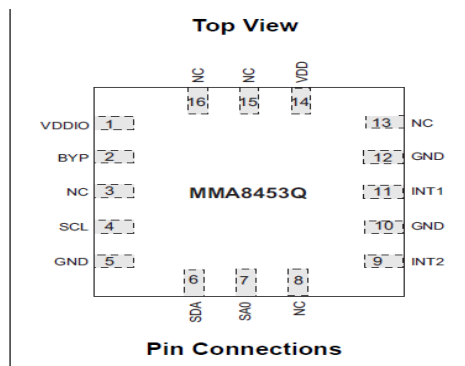 Top View
NC
NC
VDD
16
15
14
VDDIO 1
13 NC
BYP 2
12 GND
NC 3
MMA8453Q
11 INT1
SCL 4
10 GND
GND 5
9 INT2
6
7
8
SDA
SA0
NC
Pin Connections